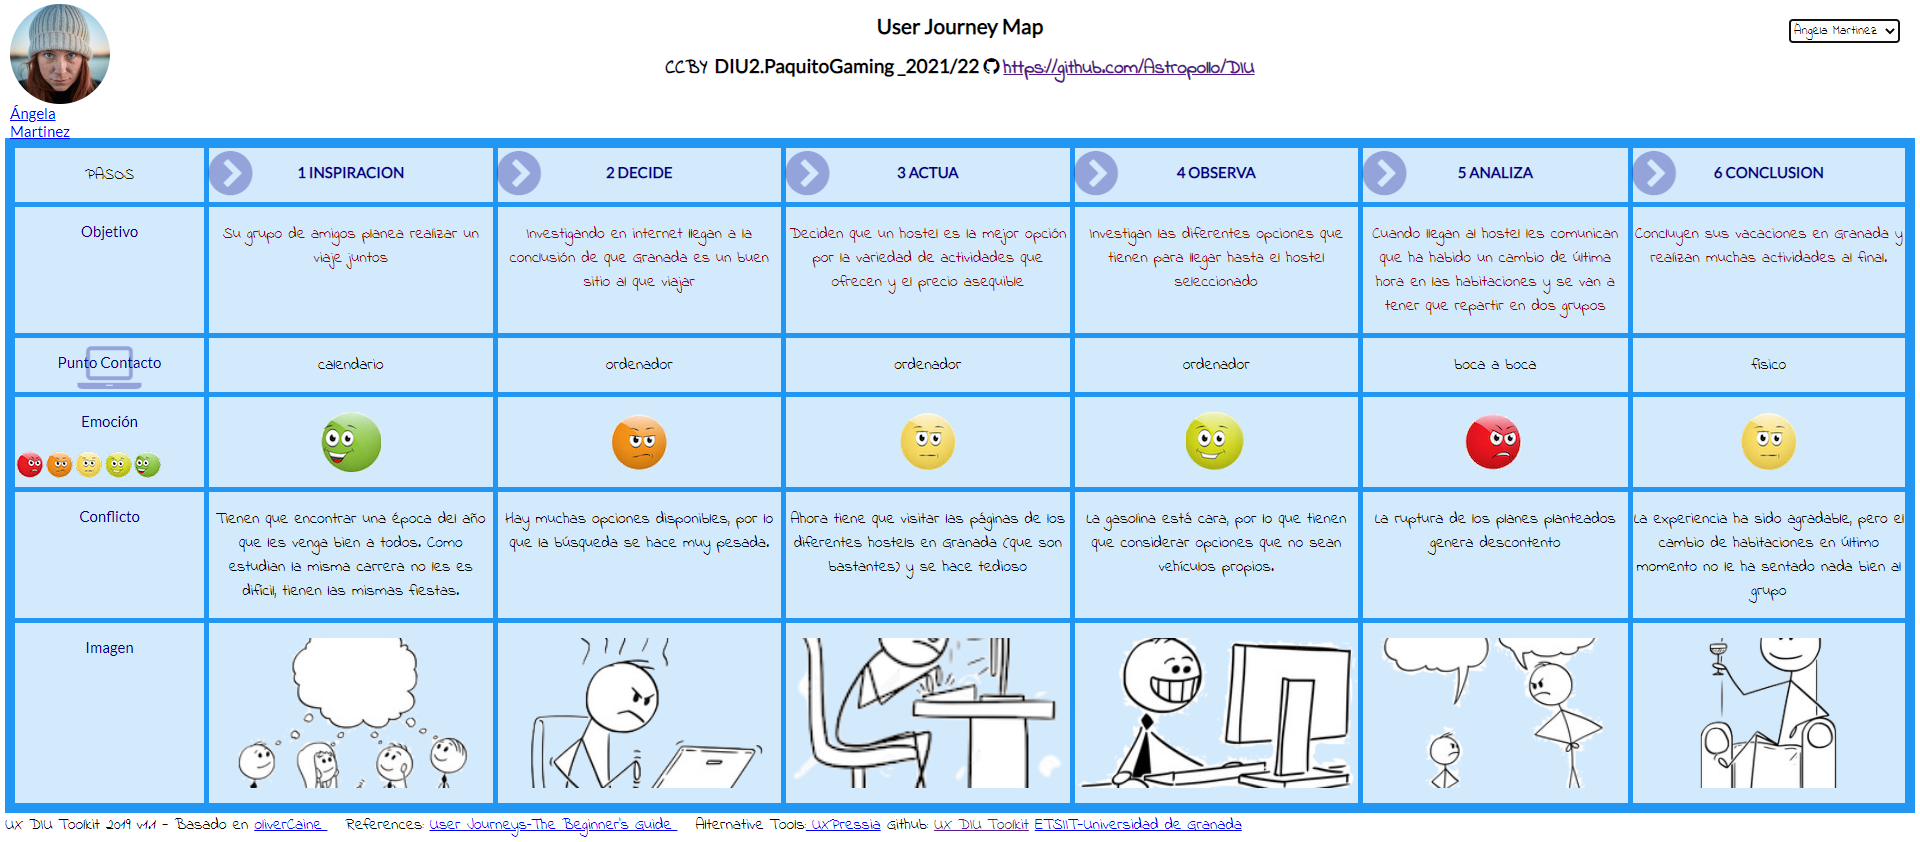 User Journey Map
Ángela Martinez
CCBY DIU2.PaquitoGaming _2021/22 https://github.com/Astropollo/DIU
Ángela
Martinez
PASOS
1 INSPIRACION
2 DECIDE
3 ACTUA
4 OBSERVA
5 ANALIZA
6 CONCLUSION
Objetivo
Su grupo de amigos planea realizar un
viaje juntos
Investigando en internet llegan a la
conclusión de que Granada es un buen
sitio al que viajar
Deciden que un hostel es la mejor opción
por la variedad de actividades que
ofrecen y el precio asequible
Investigan las diferentes opciones que
tienen para llegar hasta el hostel
seleccionado
Cuando llegan al hostel les comunican
que ha habido un cambio de última
hora en las habitaciones y se van a
tener que repartir en dos grupos
Concluyen sus vacaciones en Granada y
realizan muchas actividades al final.
Punto Contacto
calendario
ordenador
ordenador
ordenador
boca a boca
físico
Emoción
Conflicto
Tienen que encontrar una época del año
que les venga bien a todos. Como
estudian la misma carrera no les es
difícil, tienen las mismas fiestas.
Hay muchas opciones disponibles, por lo
que la búsqueda se hace muy pesada.
Ahora tiene que visitar las páginas de los
diferentes hostels en Granada (que son
bastantes) y se hace tedioso
La gasolina está cara, por lo que tienen
que considerar opciones que no sean
vehículos propios.
La ruptura de los planes planteados
genera descontento
La experiencia ha sido agradable, pero el
cambio de habitaciones en último
momento no le ha sentado nada bien al
grupo
Imagen
UX DIU Toolkit 2019 v1.1 - Basado en oliverCaine References: User Journeys-The Beginner's Guide Alternative Tools: UXPressia Github: UX DIU Toolkit ETSIIT-Universidad de Granada